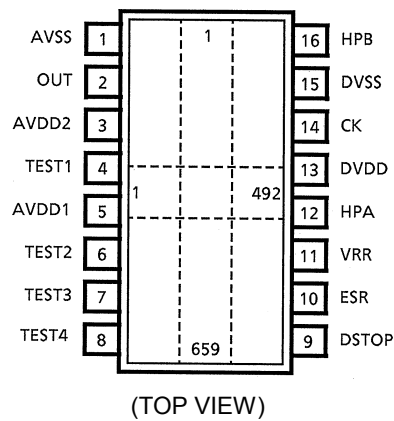 AVSS 1 1 16 HPB
OUT 2 15 DVSS
AVDD2 3 14 CK
TEST1 4 13 DVDD
1 492
AVDD1 5 12 HPA
TEST2 6 11 VRR
TEST3 7 10 ESR
TEST4 8 659 9 DSTOP
(TOP VIEW)